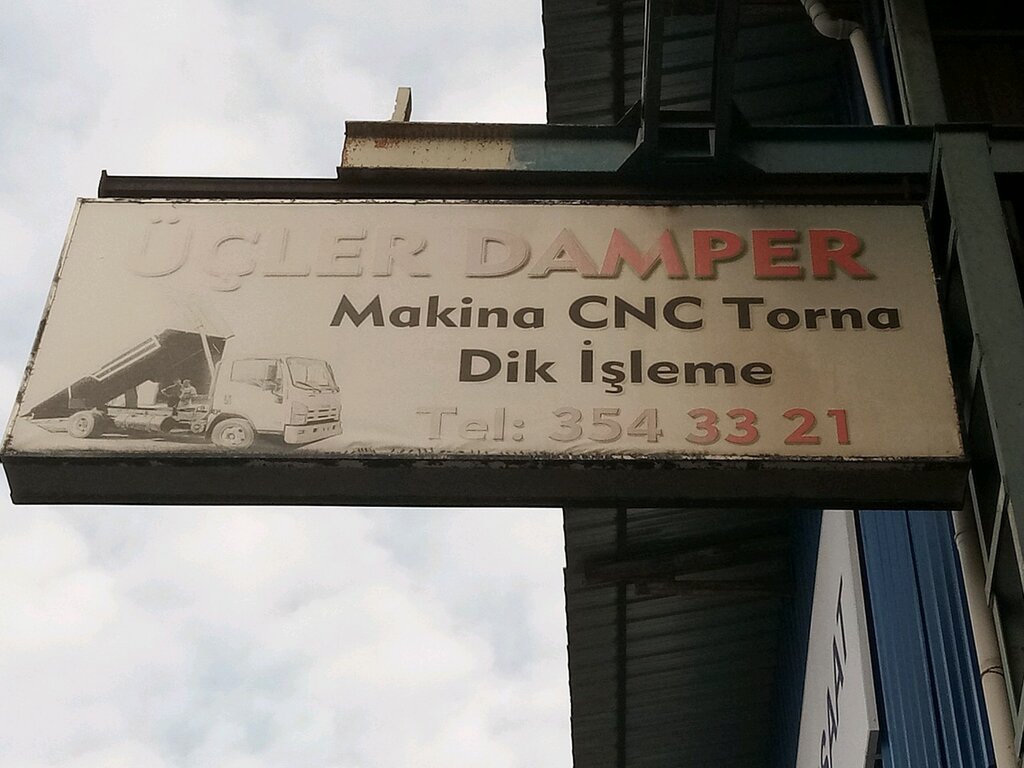 ÜÇLER DAMPER
Makina CNC Torna
Dik İşleme
Tel: 354 33 21